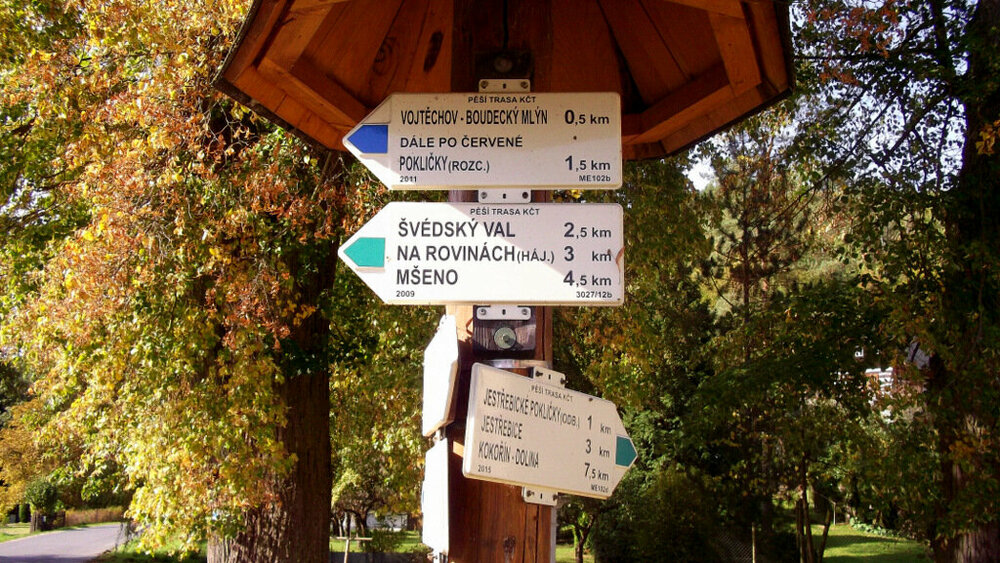 PĚŠÍ TRASA KČT
VOJTĚCHOV - BOUDECKÝ MLÝN 0,5 km
DÁLE PO ČERVENÉ
POKLIČKY(ROZC.) 1,5 km
2011 ME102b
PĚŠÍ TRASA KČT
ŠVÉDSKÝ VAL 2,5 km
NA ROVINÁCH(HÁJ.) 3 km
MŠENO 4,5 km
2009 3027/12b
PĚŠÍ TRASA KČT
JESTŘEBICKÉ POKLIČKY(ODB.) 1 km
JESTŘEBICE 3 km
KOKOŘÍN - DOLINA 7,5 km
2015